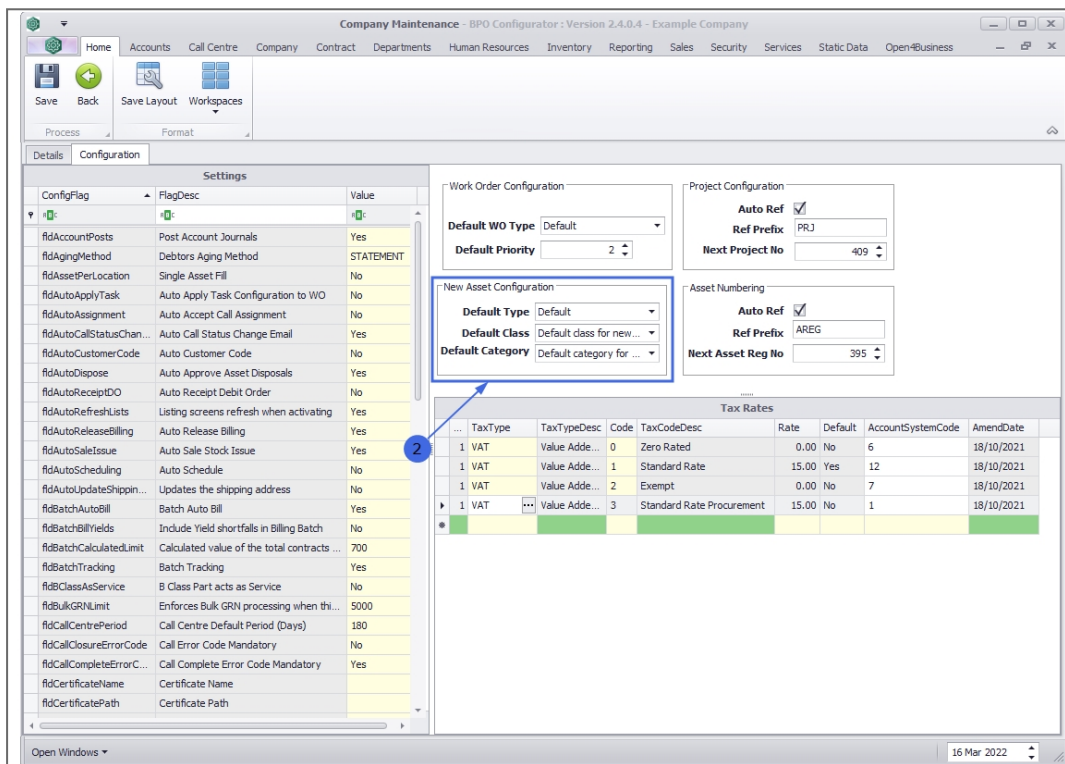 Company Maintenance - BPO Configurator : Version 2.4.0.4 - Example Company
Home Accounts Call Centre Company Contract Departments Human Resources Inventory Reporting Sales Security Services Static Data Open4Business
Save Back Save Layout Workspaces
Process Format
Details Configuration
Settings
ConfigFlag FlagDesc Value
fldAccountPosts Post Account Journals Yes
fldAgingMethod Debtors Aging Method STATEMENT
fldAssetPerLocation Single Asset Fill No
fldAutoApplyTask Auto Apply Task Configuration to WO No
fldAutoAssignment Auto Accept Call Assignment No
fldAutoCallStatusChan... Auto Call Status Change Email Yes
fldAutoCustomerCode Auto Customer Code No
fldAutoDispose Auto Approve Asset Disposals Yes
fldAutoReceiptDO Auto Receipt Debit Order No
fldAutoRefreshLists Listing screens refresh when activating Yes
fldAutoReleaseBilling Auto Release Billing Yes
fldAutoSaleIssue Auto Sale Stock Issue Yes
fldAutoScheduling Auto Schedule No
fldAutoUpdateShippin... Updates the shipping address No
fldBatchAutoBill Batch Auto Bill Yes
fldBatchBillYields Include Yield shortfalls in Billing Batch No
fldBatchCalculatedLimit Calculated value of the total contracts ... 700
fldBatchTracking Batch Tracking Yes
fldBClassAsService B Class Part acts as Service No
fldBulkGRNLimit Enforces Bulk GRN processing when thi... 5000
fldCallCentrePeriod Call Centre Default Period (Days) 180
fldCallClosureErrorCode Call Error Code Mandatory No
fldCallCompleteErrorC... Call Complete Error Code Mandatory Yes
fldCertificateName Certificate Name
fldCertificatePath Certificate Path
Work Order Configuration
Default WO Type Default
Default Priority 2
Project Configuration
Auto Ref
Ref Prefix PRJ
Next Project No 409
New Asset Configuration
Default Type Default
Default Class Default class for new...
Default Category Default category for ...
Asset Numbering
Auto Ref
Ref Prefix AREG
Next Asset Reg No 395
2
Tax Rates
... TaxType TaxTypeDesc Code TaxCodeDesc Rate Default AccountSystemCode AmendDate
1 VAT Value Adde... 0 Zero Rated 0.00 No 6 18/10/2021
1 VAT Value Adde... 1 Standard Rate 15.00 Yes 12 18/10/2021
1 VAT Value Adde... 2 Exempt 0.00 No 7 18/10/2021
1 VAT ... Value Adde... 3 Standard Rate Procurement 15.00 No 1 18/10/2021
Open Windows
16 Mar 2022